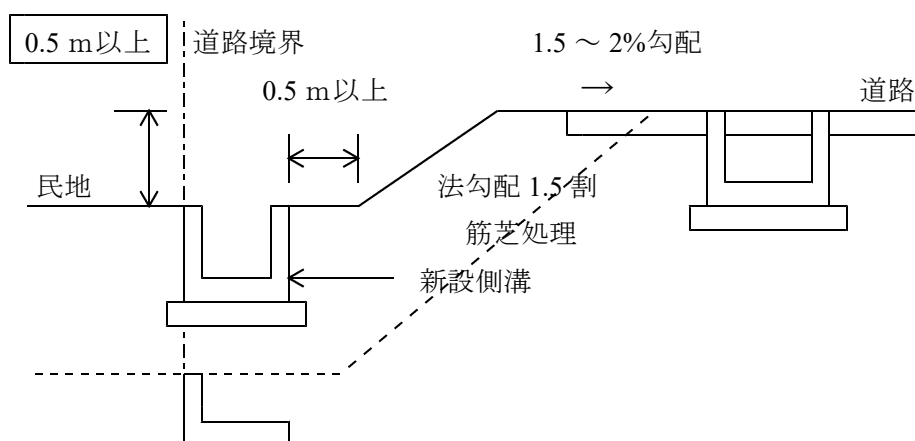 0.5 ｍ以上
道路境界
1.5 ～ 2%勾配
0.5 ｍ以上
→
道路
民地
法勾配 1.5 割
筋芝処理
新設側溝